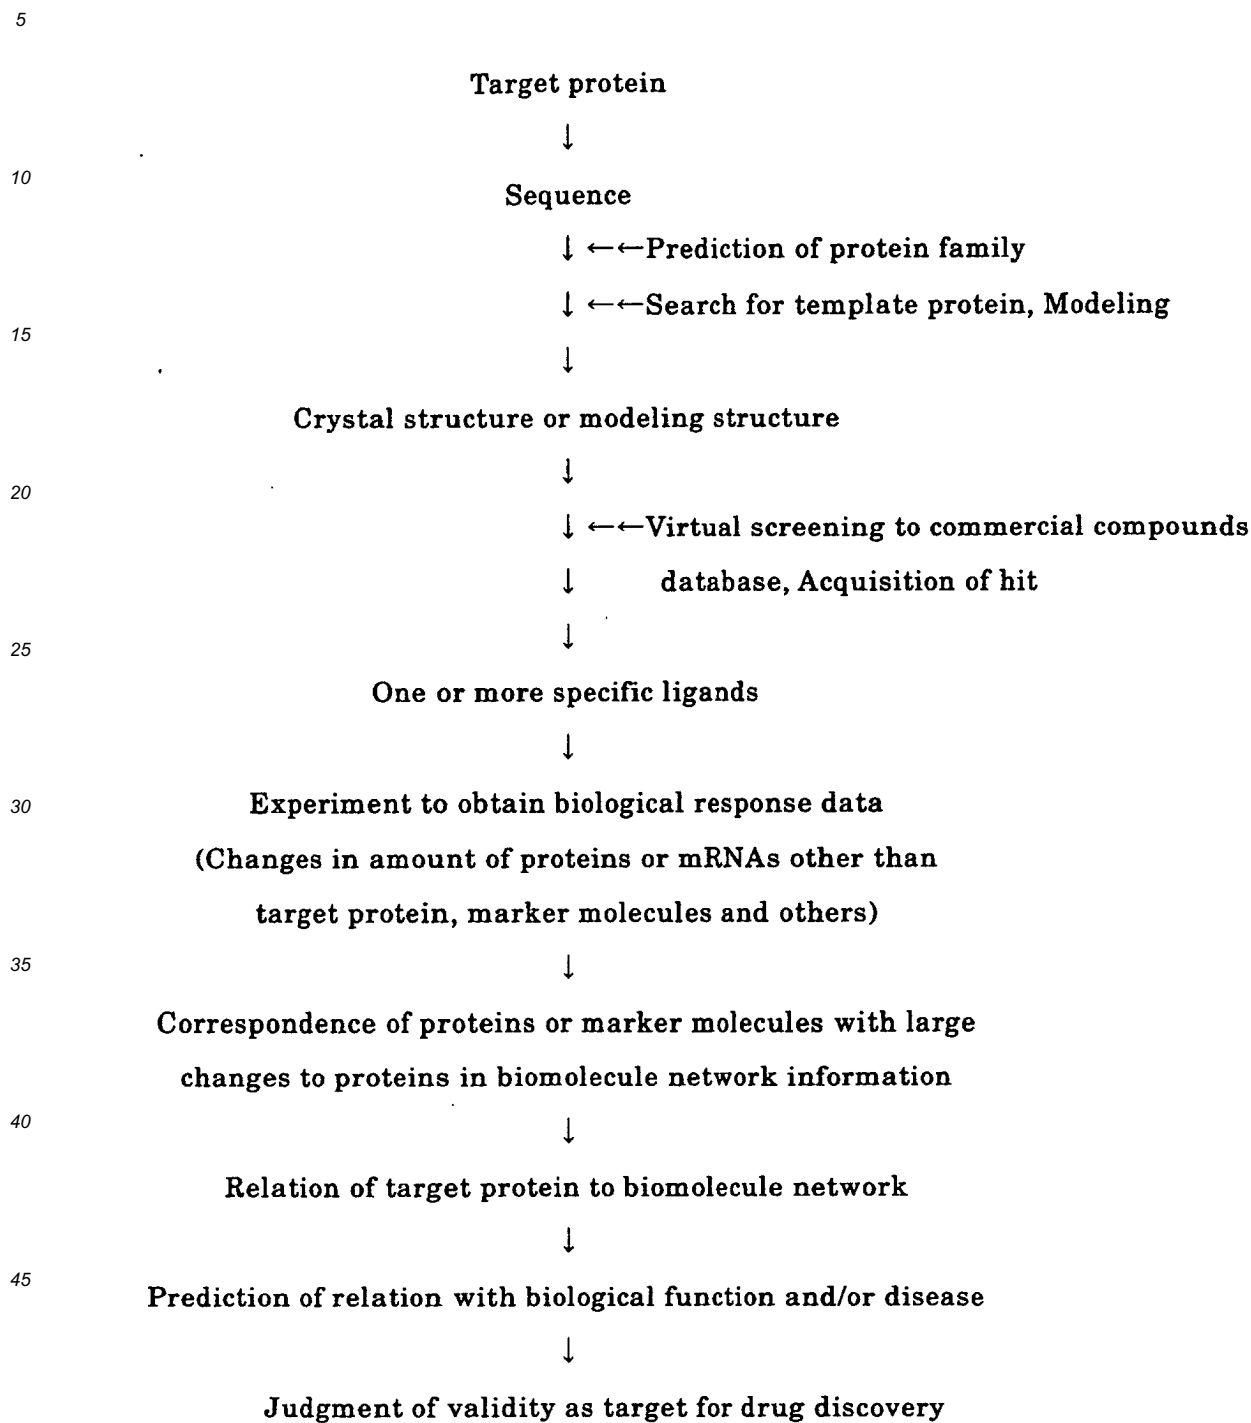 5
Target protein
↓
10
Sequence
↓ ←←Prediction of protein family
↓ ←←Search for template protein, Modeling
15
↓
Crystal structure or modeling structure
↓
20
↓ ←←Virtual screening to commercial compounds
↓ database, Acquisition of hit
↓
25
One or more specific ligands
↓
30
Experiment to obtain biological response data
(Changes in amount of proteins or mRNAs other than
target protein, marker molecules and others)
35
↓
Correspondence of proteins or marker molecules with large
changes to proteins in biomolecule network information
40
↓
Relation of target protein to biomolecule network
↓
45
Prediction of relation with biological function and/or disease
↓
Judgment of validity as target for drug discovery